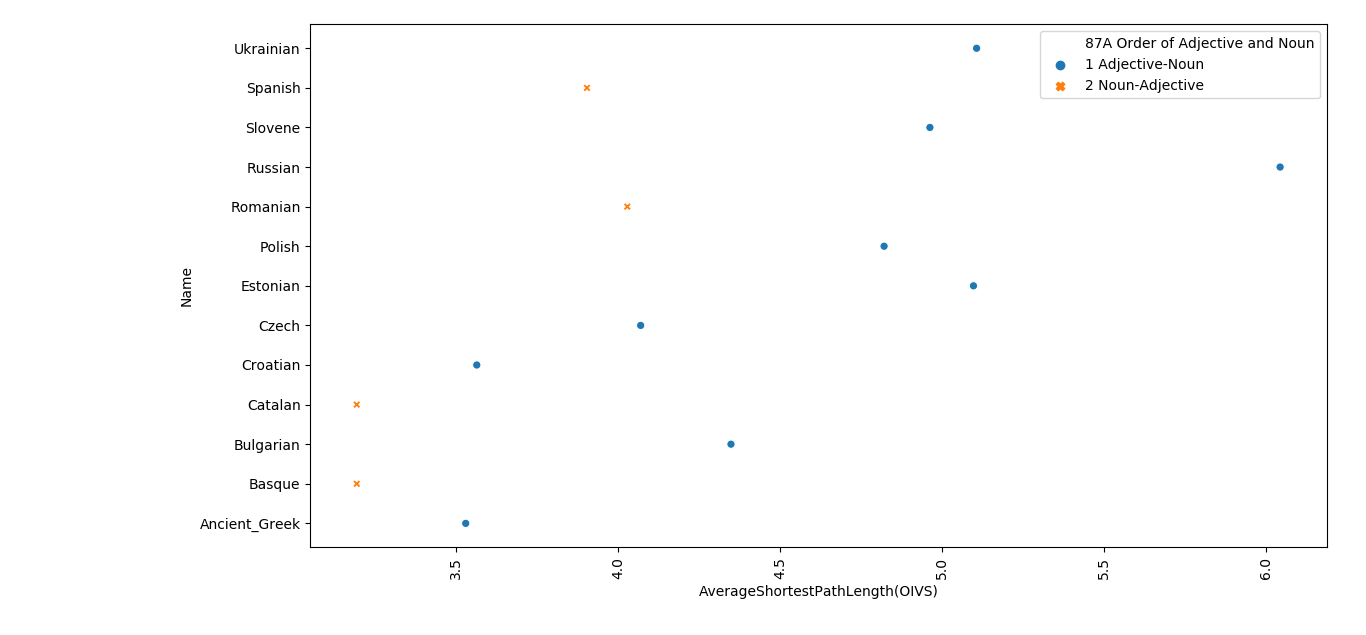 87A Order of Adjective and Noun
1 Adjective-Noun
2 Noun-Adjective
Name
Ukrainian
Spanish
Slovene
Russian
Romanian
Polish
Estonian
Czech
Croatian
Catalan
Bulgarian
Basque
Ancient_Greek
3.5
4.0
4.5
5.0
5.5
6.0
AverageShortestPathLength(OIVS)